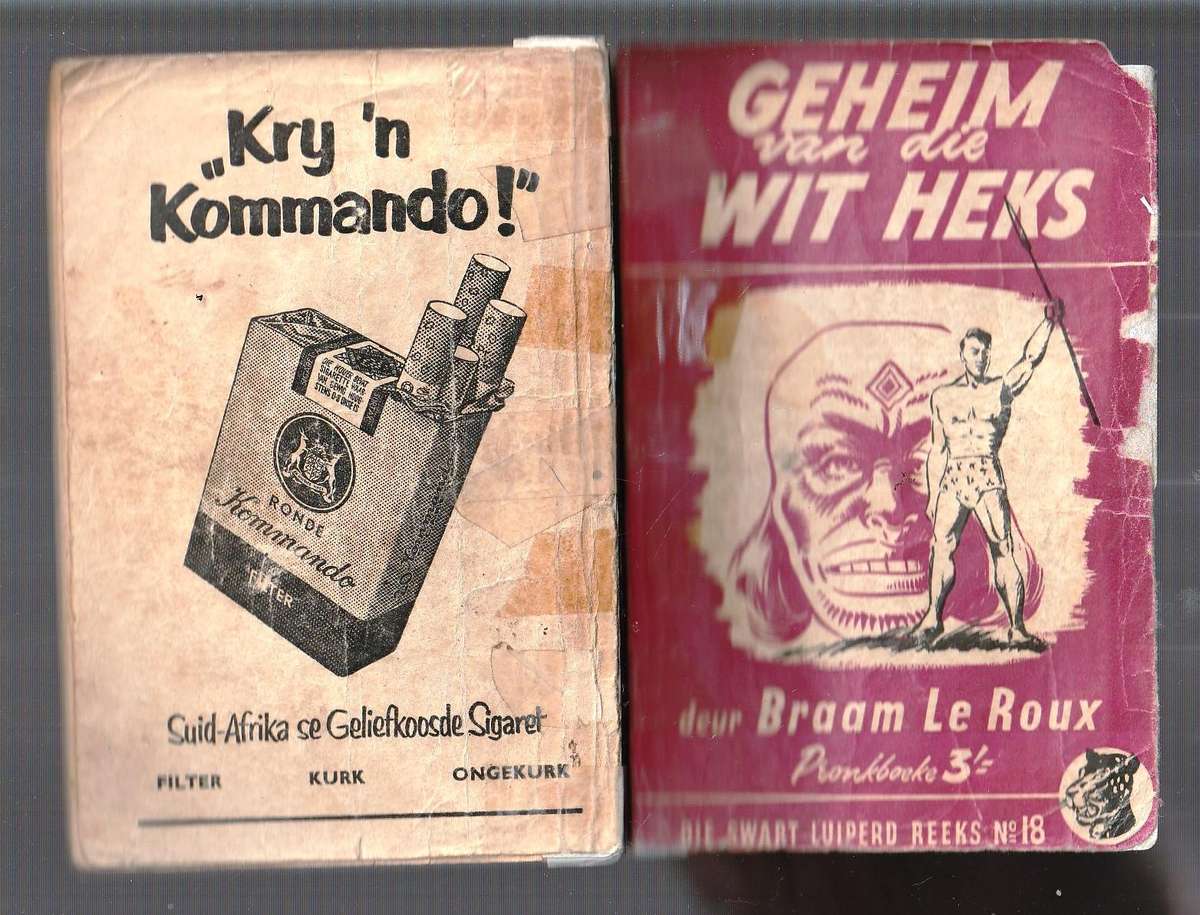 „Kry 'n
Kommando!”
RONDE
Kommando
FILTER
Suid-Afrika se Geliefkoosde Sigaret
FILTER KURK ONGEKURK
GEHEIM
van die
WIT HEKS
deur Braam Le Roux
Pronkboeke 3/-
DIE SWART LUIPERD REEKS No 18